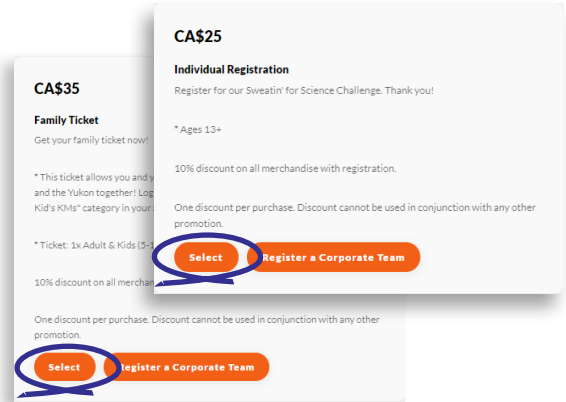 CA$25
Individual Registration
Register for our Sweatin' for Science Challenge. Thank you!
* Ages 13+
10% discount on all merchandise with registration.
One discount per purchase. Discount cannot be used in conjunction with any other
promotion.
Select
Register a Corporate Team
CA$35
Family Ticket
Get your family ticket now!
* This ticket allows you and
and the Yukon together! Log
Kid's KMs" category in your
* Ticket: 1x Adult & Kids (5-1
10% discount on all merchan
One discount per purchase. Discount cannot be used in conjunction with any other
promotion.
Select
Register a Corporate Team